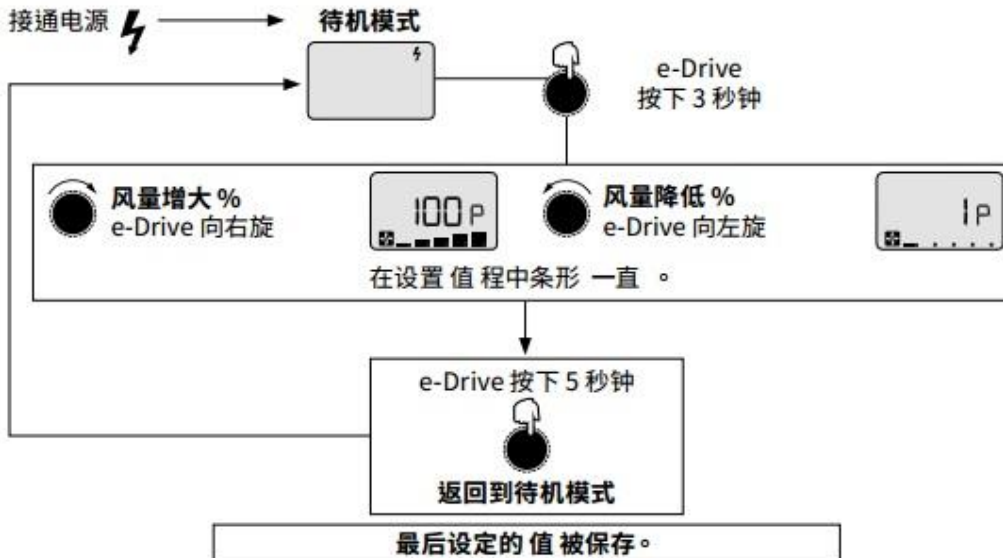 接通电源
待机模式
e-Drive
按下 3 秒钟
风量增大 %
e-Drive 向右旋
100 P
风量降低 %
e-Drive 向左旋
1 P
在设置 值 程中条形 一直 。
e-Drive 按下 5 秒钟
返回到待机模式
最后设定的 值 被保存。